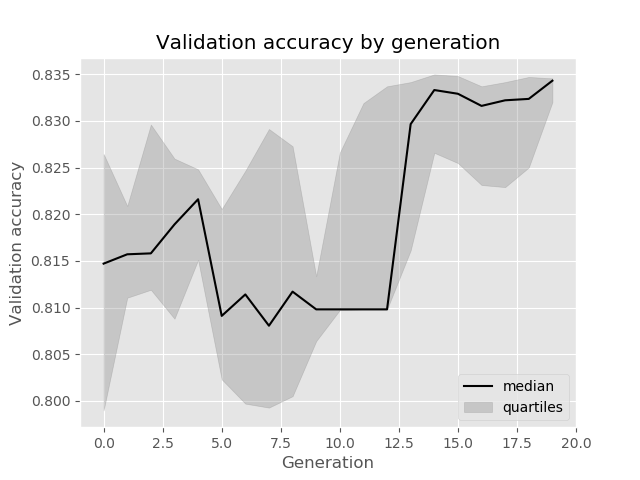 Validation accuracy by generation
0.835
0.830
0.825
0.820
0.815
0.810
0.805
0.800
Validation accuracy
median
quartiles
0.0 2.5 5.0 7.5 10.0 12.5 15.0 17.5 20.0
Generation